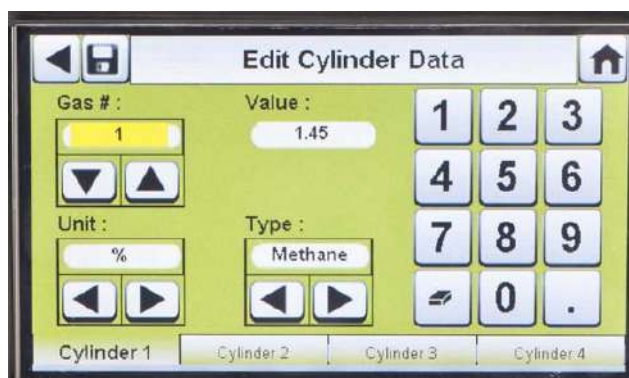 Edit Cylinder Data
Gas # :
Value :
1
1.45
1 2 3
4 5 6
Unit :
Type :
%
Methane
7 8 9
0 .
Cylinder 1
Cylinder 2
Cylinder 3
Cylinder 4